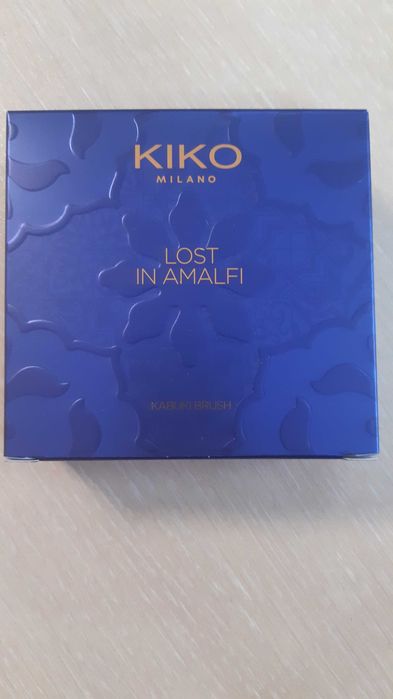 KIKO
MILANO
LOST
IN AMALFI
KABUKI BRUSH